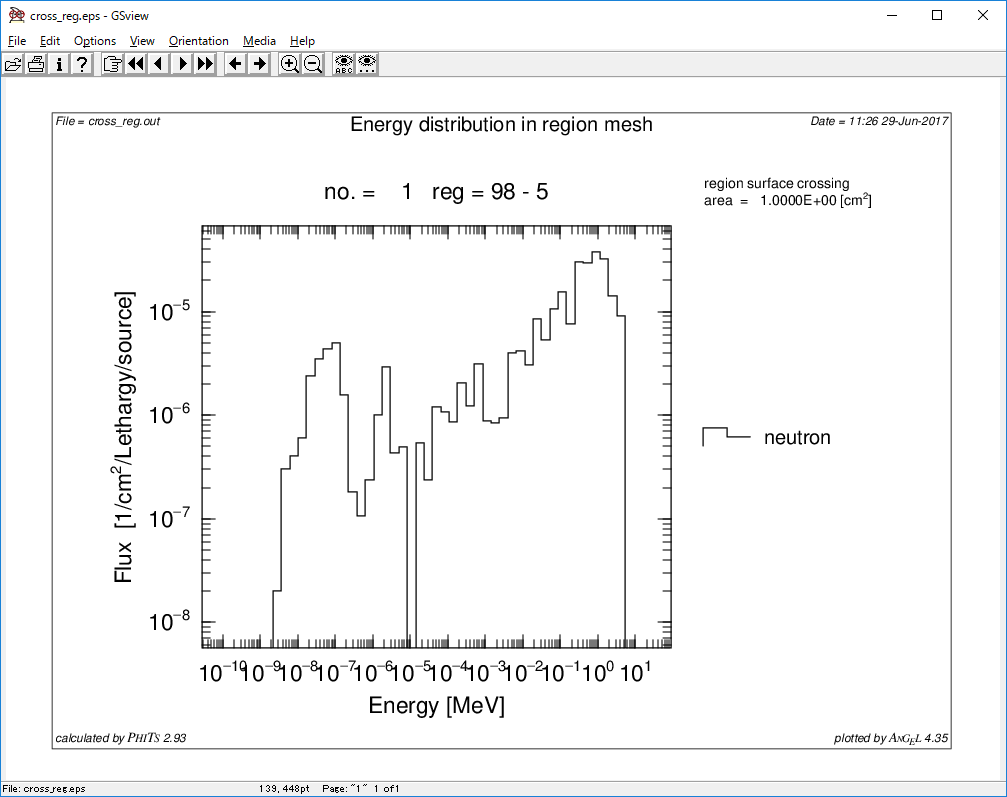 cross_reg.eps - GSview
File Edit Options View Orientation Media Help
ABC
File = cross_reg.out
Energy distribution in region mesh
Date = 11:26 29-Jun-2017
no. = 1 reg = 98 - 5
region surface crossing
area = 1.0000E+00 [cm²]
Flux [1/cm²/Lethargy/source]
10⁻⁵
10⁻⁶
10⁻⁷
10⁻⁸
neutron
10⁻¹⁰ 10⁻⁹ 10⁻⁸ 10⁻⁷ 10⁻⁶ 10⁻⁵ 10⁻⁴ 10⁻³ 10⁻² 10⁻¹ 10⁰ 10¹
Energy [MeV]
calculated by PHITS 2.93
plotted by ANGEL 4.35
File: cross_reg.eps 139, 448pt Page: "1" 1 of 1